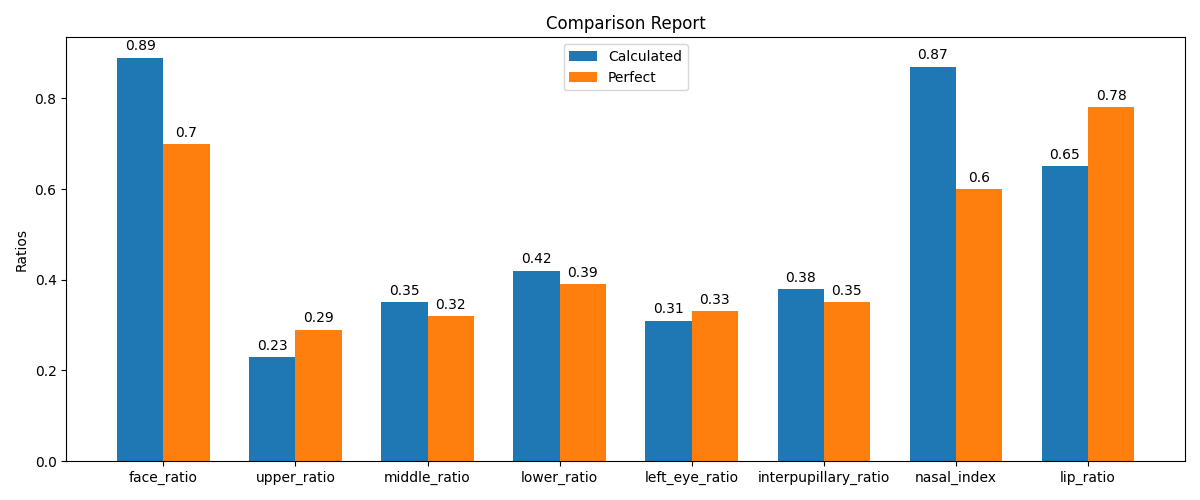 Comparison Report
Calculated
Perfect
Ratios
0.8
0.6
0.4
0.2
0.0
0.89
0.7
0.23
0.29
0.35
0.32
0.42
0.39
0.31
0.33
0.38
0.35
0.87
0.6
0.65
0.78
face_ratio
upper_ratio
middle_ratio
lower_ratio
left_eye_ratio
interpupillary_ratio
nasal_index
lip_ratio